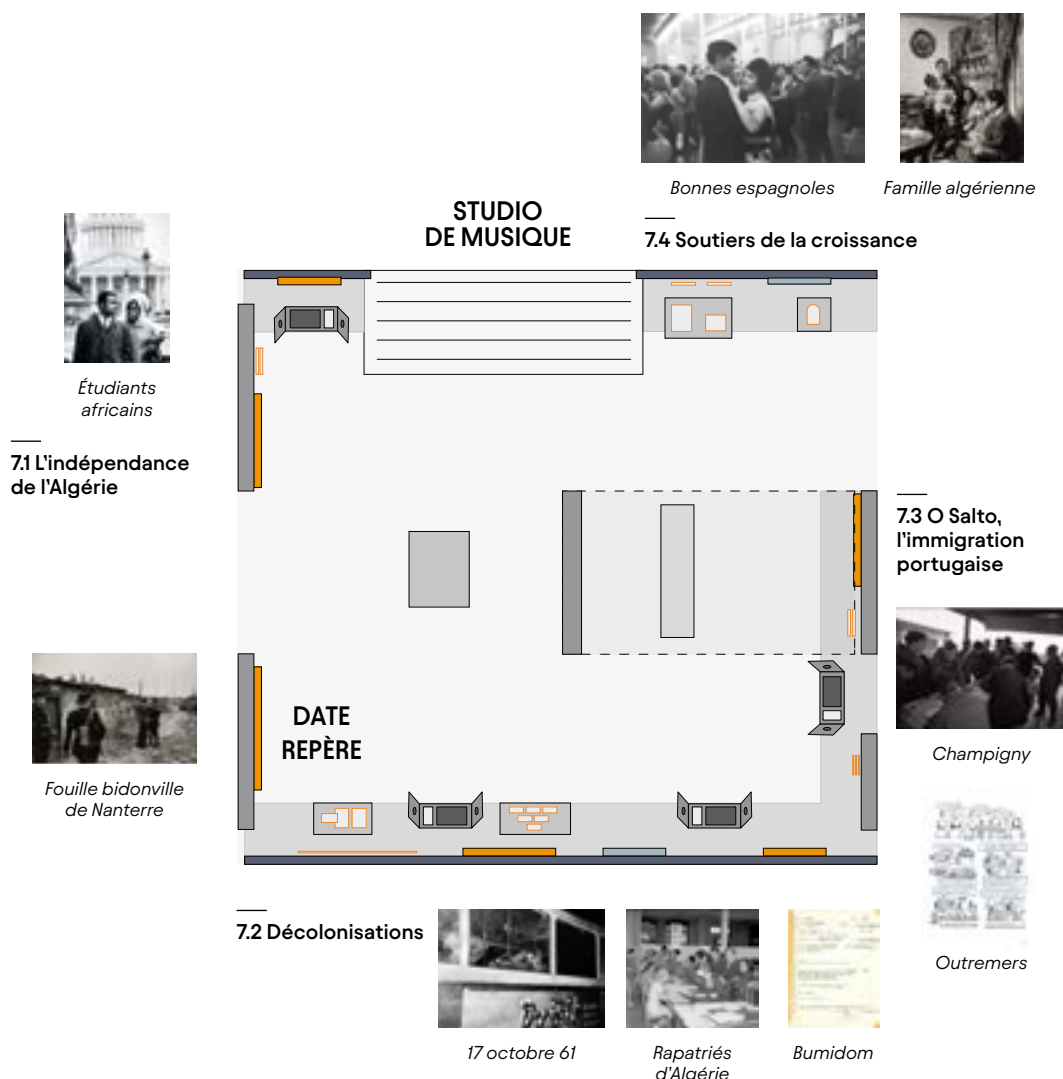 Bonnes espagnoles
Famille algérienne
STUDIO
DE MUSIQUE
7.4 Soutiers de la croissance
Étudiants
africains
7.1 L'indépendance
de l'Algérie
7.3 O Salto,
l'immigration
portugaise
DATE
REPÈRE
Fouille bidonville
de Nanterre
Champigny
7.2 Décolonisations
Outremers
17 octobre 61
Rapatriés
d'Algérie
Bumidom